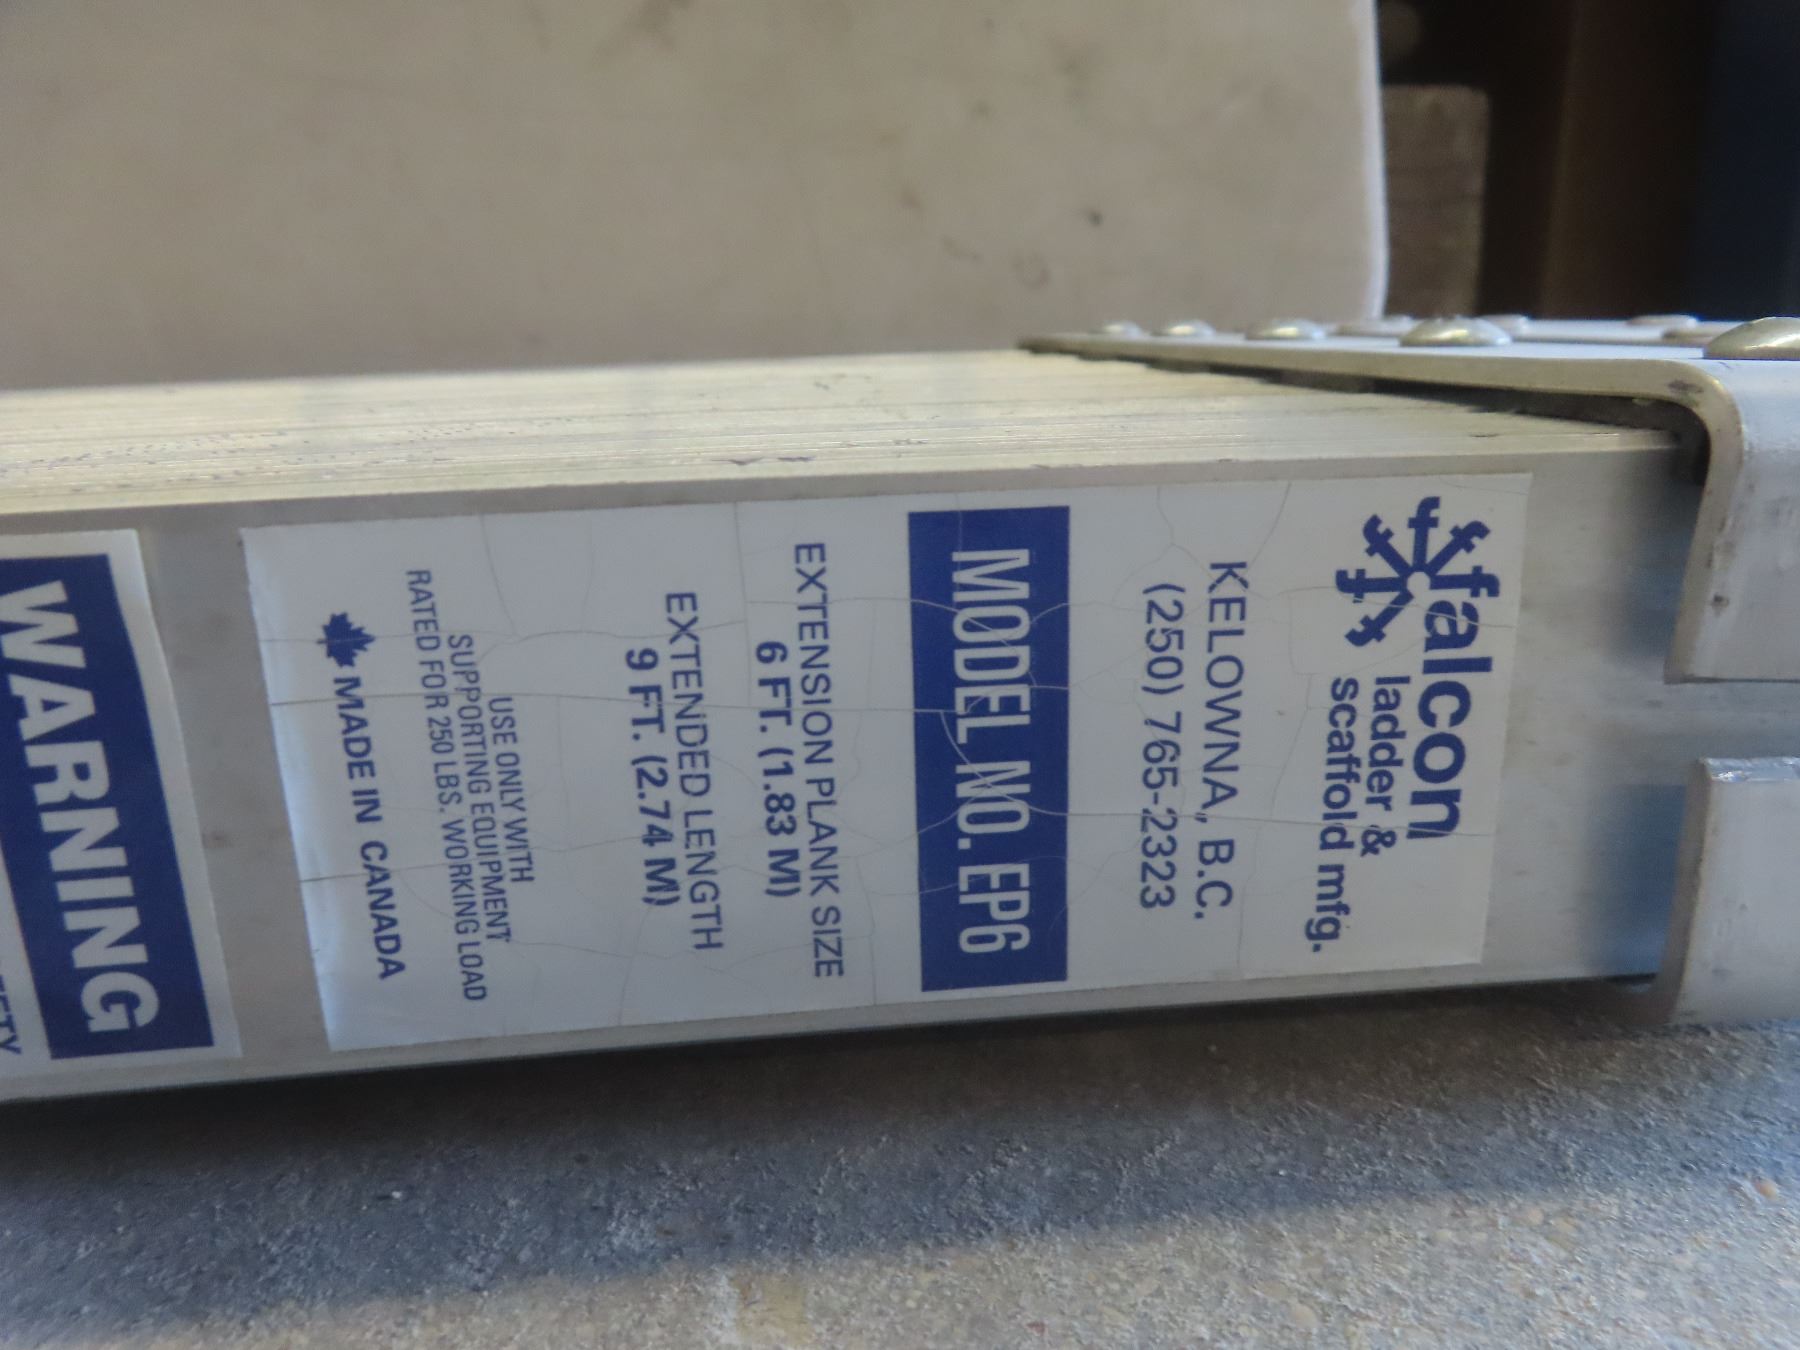 falcon
ladder &
scaffold mfg.
KELOWNA, B.C.
(250) 765-2323
MODEL NO. EP6
EXTENSION PLANK SIZE
6 FT. (1.83 M)
EXTENDED LENGTH
9 FT. (2.74 M)
USE ONLY WITH
SUPPORTING EQUIPMENT
RATED FOR 250 LBS. WORKING LOAD
MADE IN CANADA
WARNING